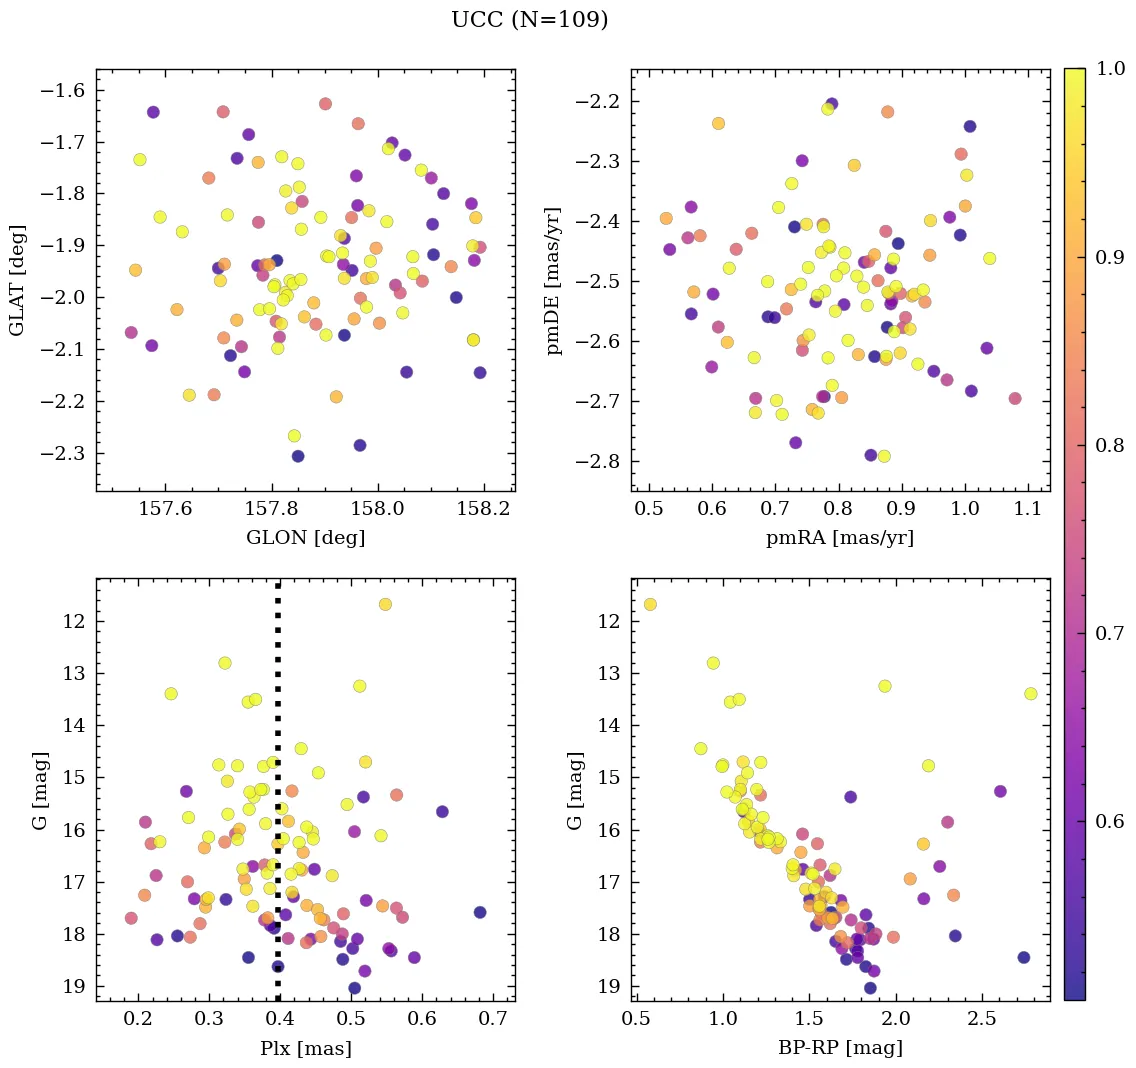 UCC (N=109)
−1.6
−1.7
−1.8
−1.9
−2.0
−2.1
−2.2
−2.3
GLAT [deg]
157.6 157.8 158.0 158.2
GLON [deg]
−2.2
−2.3
−2.4
−2.5
−2.6
−2.7
−2.8
pmDE [mas/yr]
0.5 0.6 0.7 0.8 0.9 1.0 1.1
pmRA [mas/yr]
1.0
0.9
0.8
0.7
0.6
12
13
14
15
16
17
18
19
G [mag]
0.2 0.3 0.4 0.5 0.6 0.7
Plx [mas]
12
13
14
15
16
17
18
19
G [mag]
0.5 1.0 1.5 2.0 2.5
BP-RP [mag]